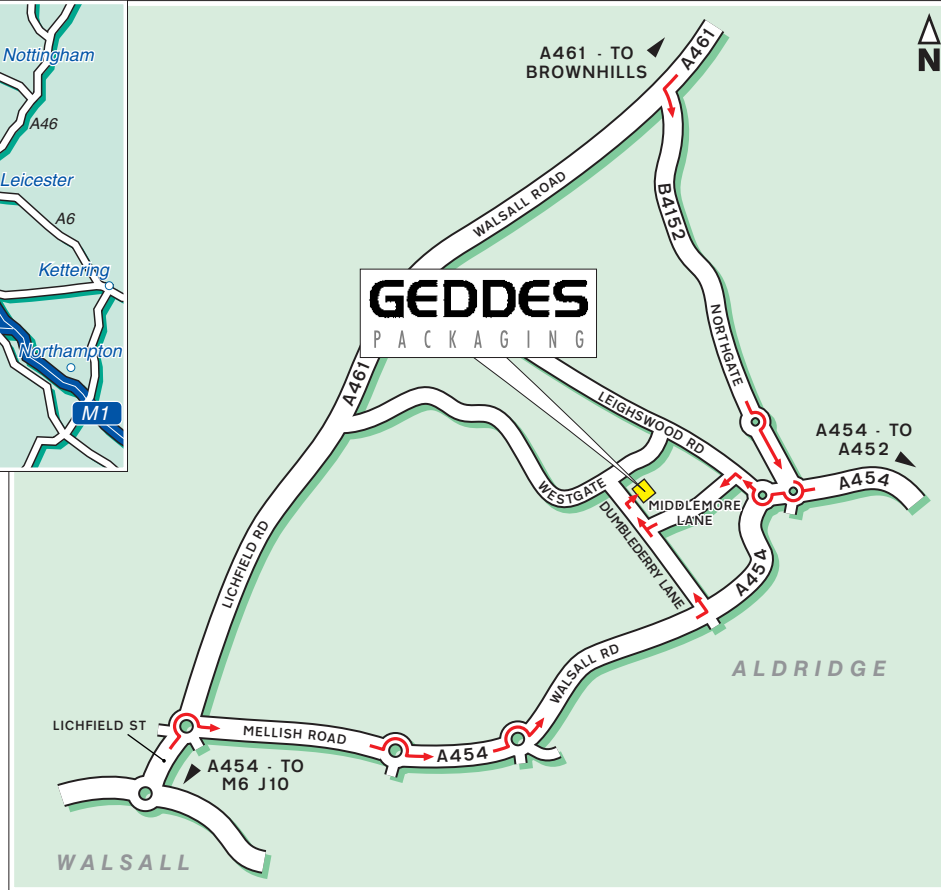 Nottingham
A46
Leicester
A6
Kettering
Northampton
M1
N
A461 - TO
BROWNHILLS
A461
WALSALL ROAD
B4152
GEDDES
PACKAGING
NORTHGATE
A461
LEIGHSWOOD RD
A454 - TO
A452
A454
WESTGATE
MIDDLEMORE
LANE
DUMBLEDERRY LANE
LICHFIELD RD
A454
WALSALL RD
ALDRIDGE
LICHFIELD ST
MELLISH ROAD
A454
A454 - TO
M6 J10
WALSALL